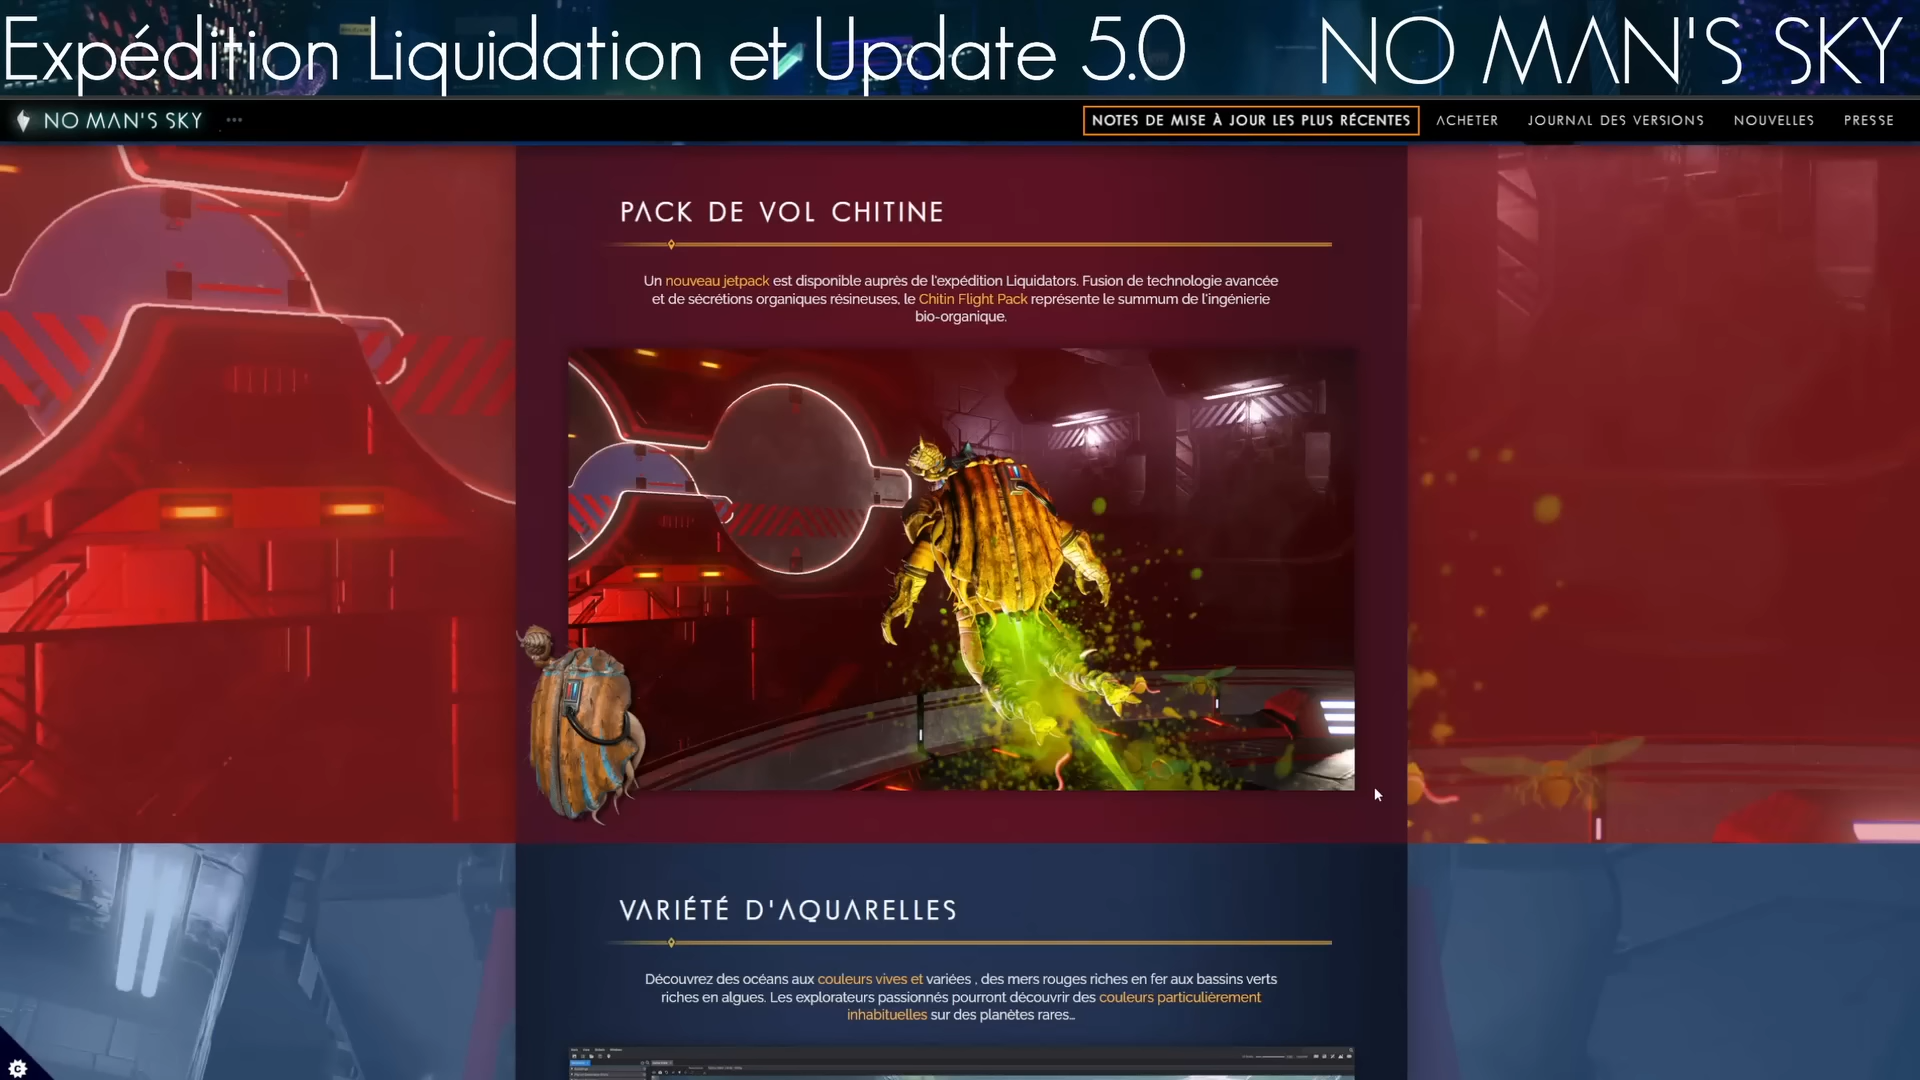 Expédition Liquidation et Update 5.0
NO MAN'S SKY
NO MAN'S SKY
NOTES DE MISE À JOUR LES PLUS RÉCENTES
ACHETER
JOURNAL DES VERSIONS
NOUVELLES
PRESSE
PACK DE VOL CHITINE
Un nouveau jetpack est disponible auprès de l'expédition Liquidators. Fusion de technologie avancée
et de sécrétions organiques résineuses, le Chitin Flight Pack représente le summum de l'ingénierie
bio-organique.
VARIÉTÉ D'AQUARELLES
Découvrez des océans aux couleurs vives et variées , des mers rouges riches en fer aux bassins verts
riches en algues. Les explorateurs passionnés pourront découvrir des couleurs particulièrement
inhabituelles sur des planètes rares...